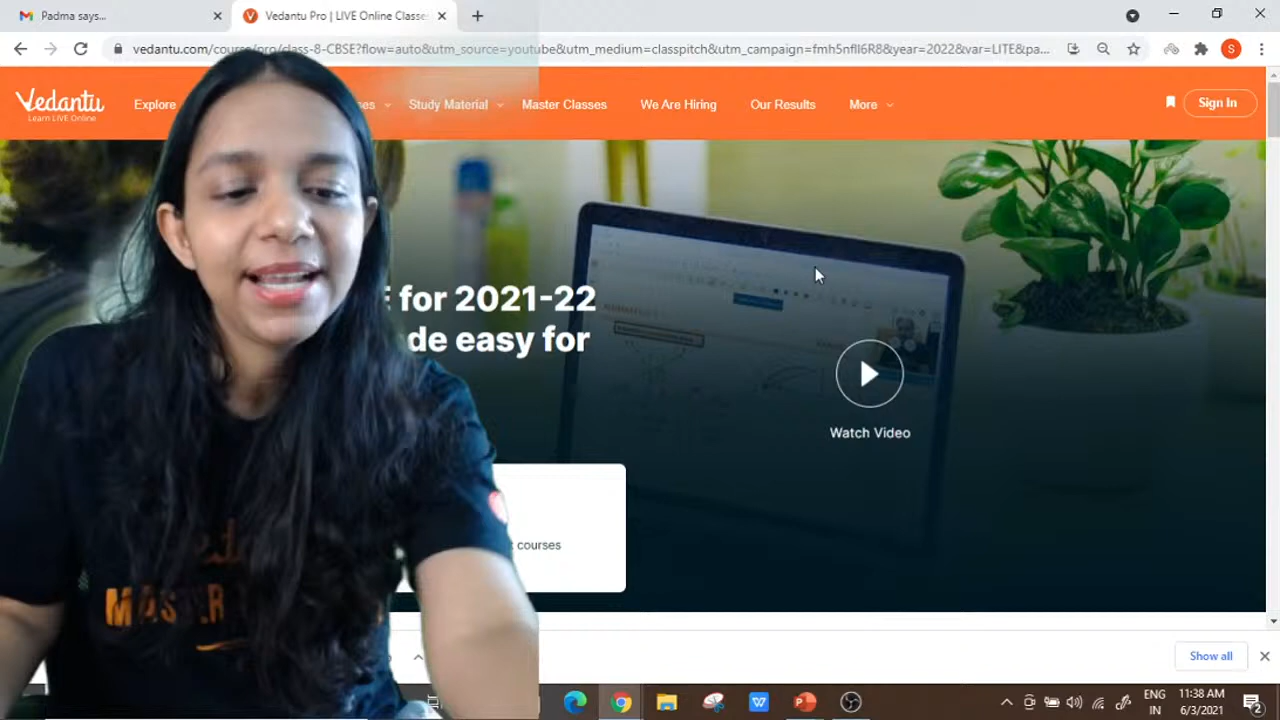 Padma says...
Vedantu Pro | LIVE Online Classe
vedantu.com/course/pro/class-8-CBSE?flow=auto&utm_source=youtube&utm_medium=classpitch&utm_campaign=fmh5nfll6R8&year=2022&var=LITE&pa...
S
Vedantu
Learn LIVE Online
Explore
Study Material
Master Classes
We Are Hiring
Our Results
More
Sign In
for 2021-22
de easy for
Watch Video
courses
MASTER
Show all
ENG
IN
11:38 AM
6/3/2021
2